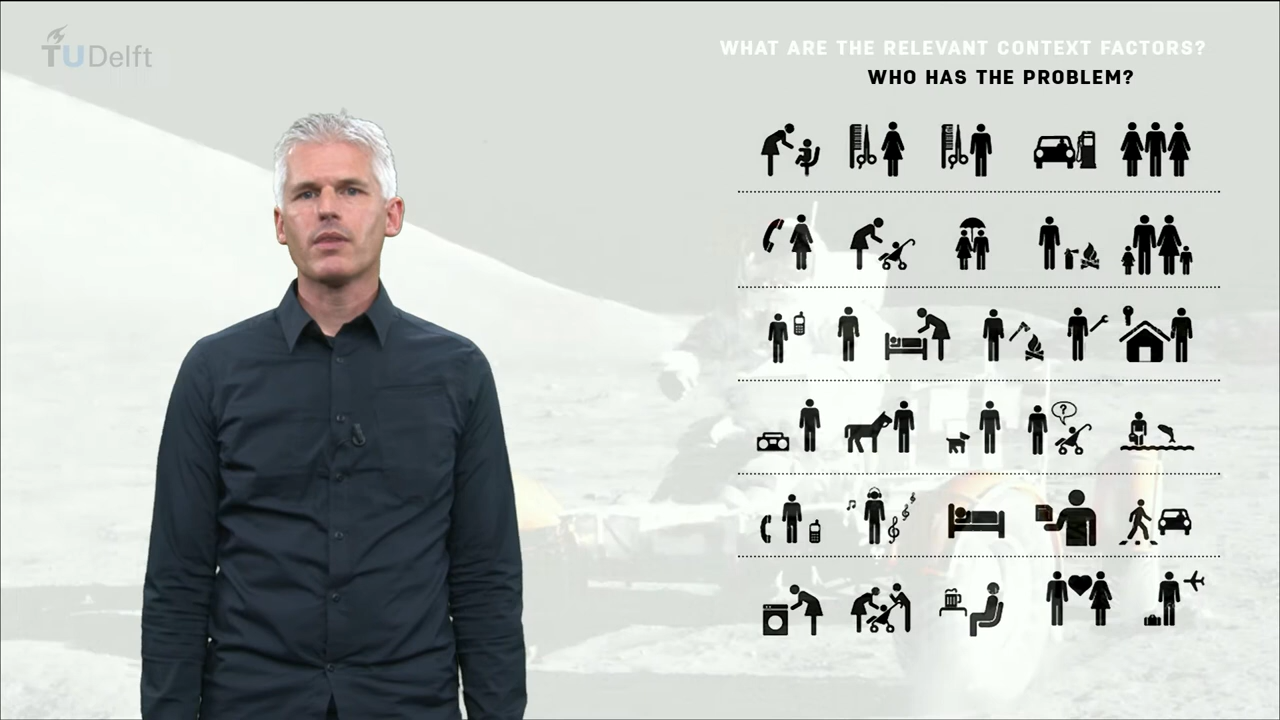 TUDelft
WHAT ARE THE RELEVANT CONTEXT FACTORS?
WHO HAS THE PROBLEM?
?